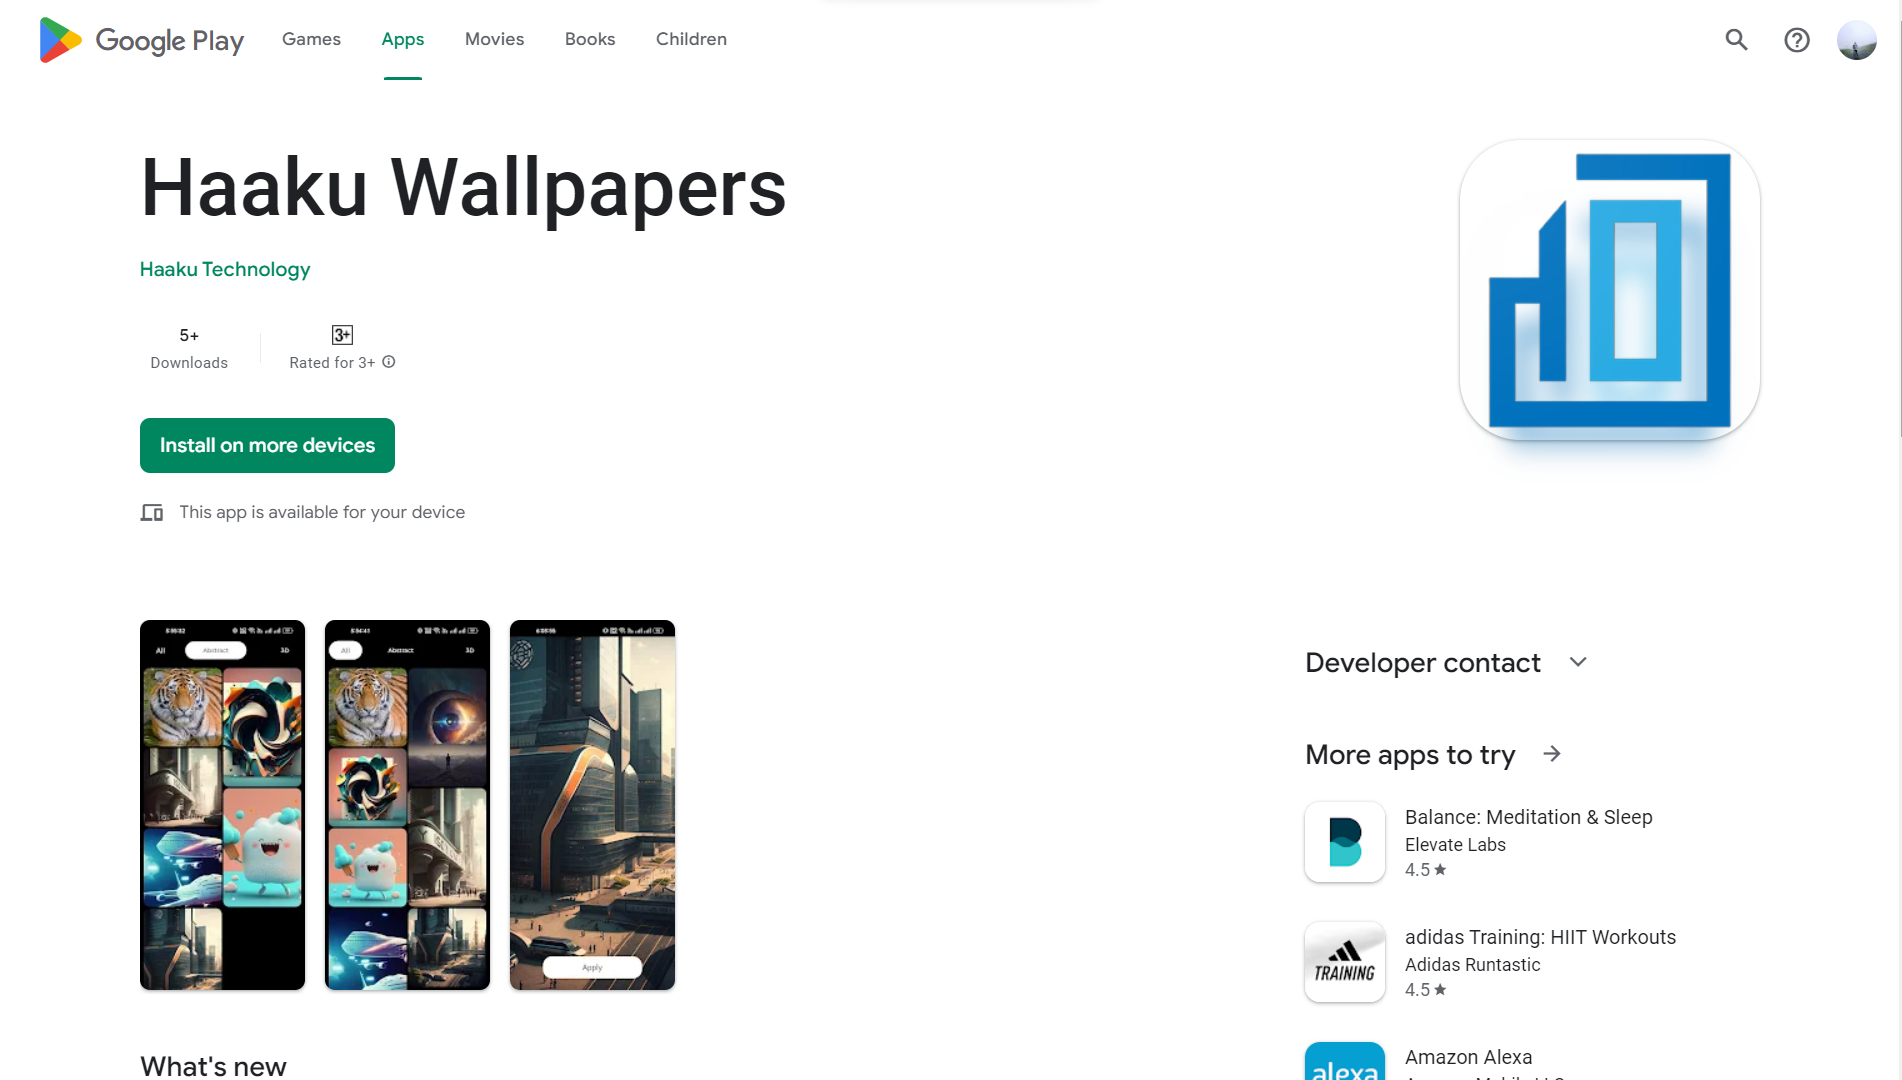 Google Play
Games
Apps
Movies
Books
Children
Haaku Wallpapers
Haaku Technology
5+
Downloads
3+
Rated for 3+
Install on more devices
This app is available for your device
All
Abstract
3D
All
Abstract
3D
Apply
Developer contact
More apps to try
Balance: Meditation & Sleep
Elevate Labs
4.5
TRAINING
adidas Training: HIIT Workouts
Adidas Runtastic
4.5
alexa
Amazon Alexa
What's new